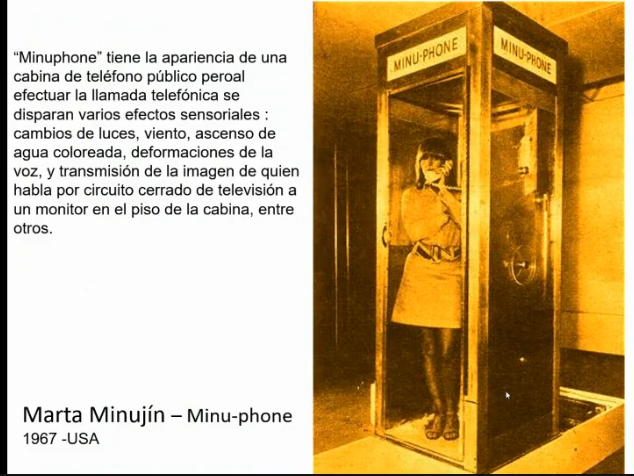 “Minuphone” tiene la apariencia de una
cabina de teléfono público peroal
efectuar la llamada telefónica se
disparan varios efectos sensoriales :
cambios de luces, viento, ascenso de
agua coloreada, deformaciones de la
voz, y transmisión de la imagen de quien
habla por circuito cerrado de televisión a
un monitor en el piso de la cabina, entre
otros.
MINU-PHONE
MINU-PHONE
Marta Minujín – Minu-phone
1967 -USA